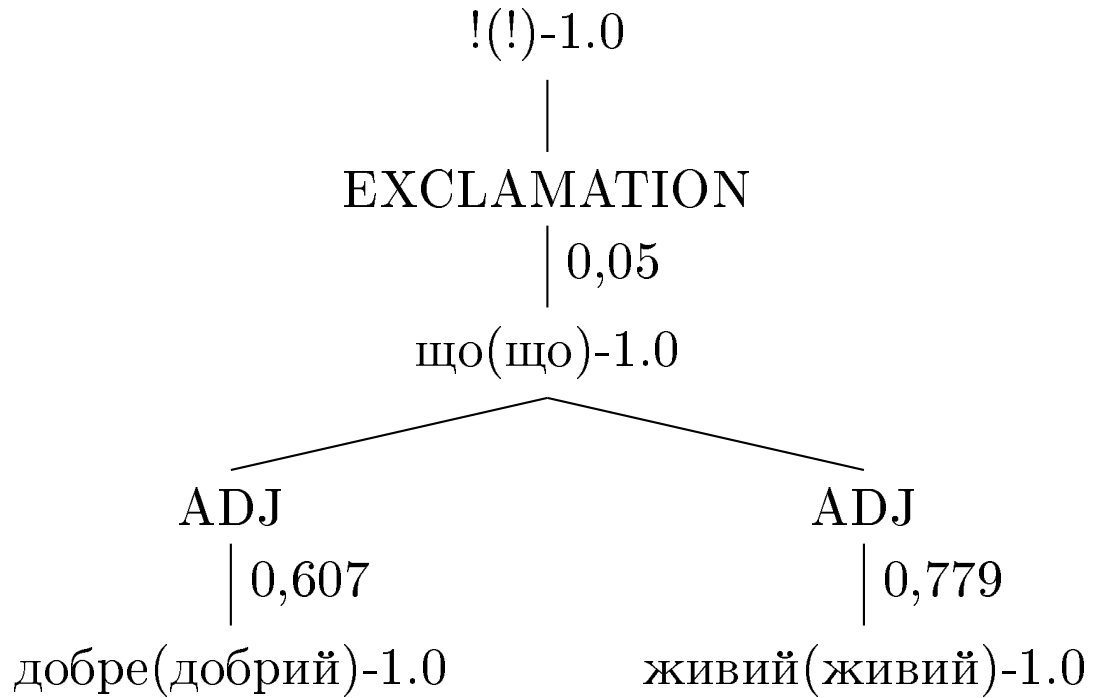 !(!)-1.0
EXCLAMATION
0,05
що(що)-1.0
ADJ ADJ
0,607 0,779
добре(добрий)-1.0 живий(живий)-1.0